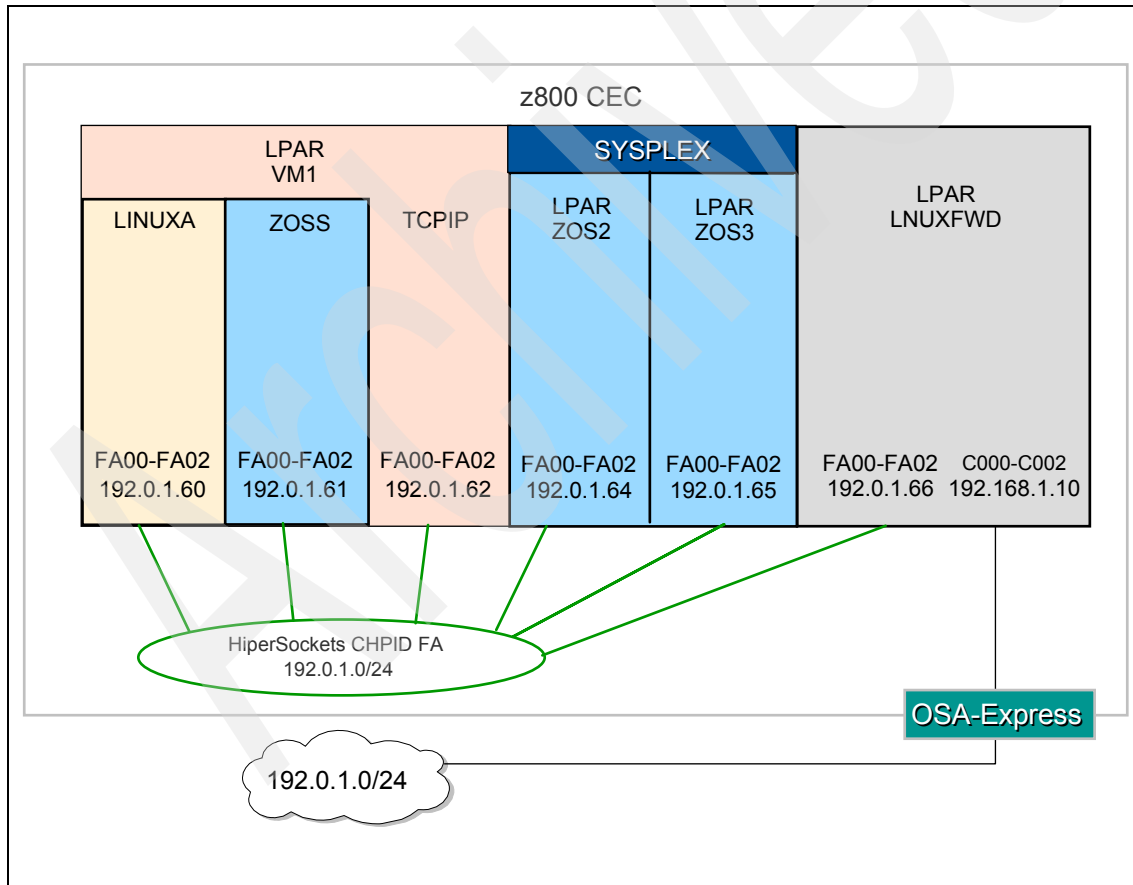 z800 CEC
LPAR
VM1
SYSPLEX
LINUXA
ZOSS
TCPIP
LPAR
ZOS2
LPAR
ZOS3
LPAR
LNUXFWD
FA00-FA02
192.0.1.60
FA00-FA02
192.0.1.61
FA00-FA02
192.0.1.62
FA00-FA02
192.0.1.64
FA00-FA02
192.0.1.65
FA00-FA02
192.0.1.66
C000-C002
192.168.1.10
HiperSockets CHPID FA
192.0.1.0/24
OSA-Express
192.0.1.0/24
Archive